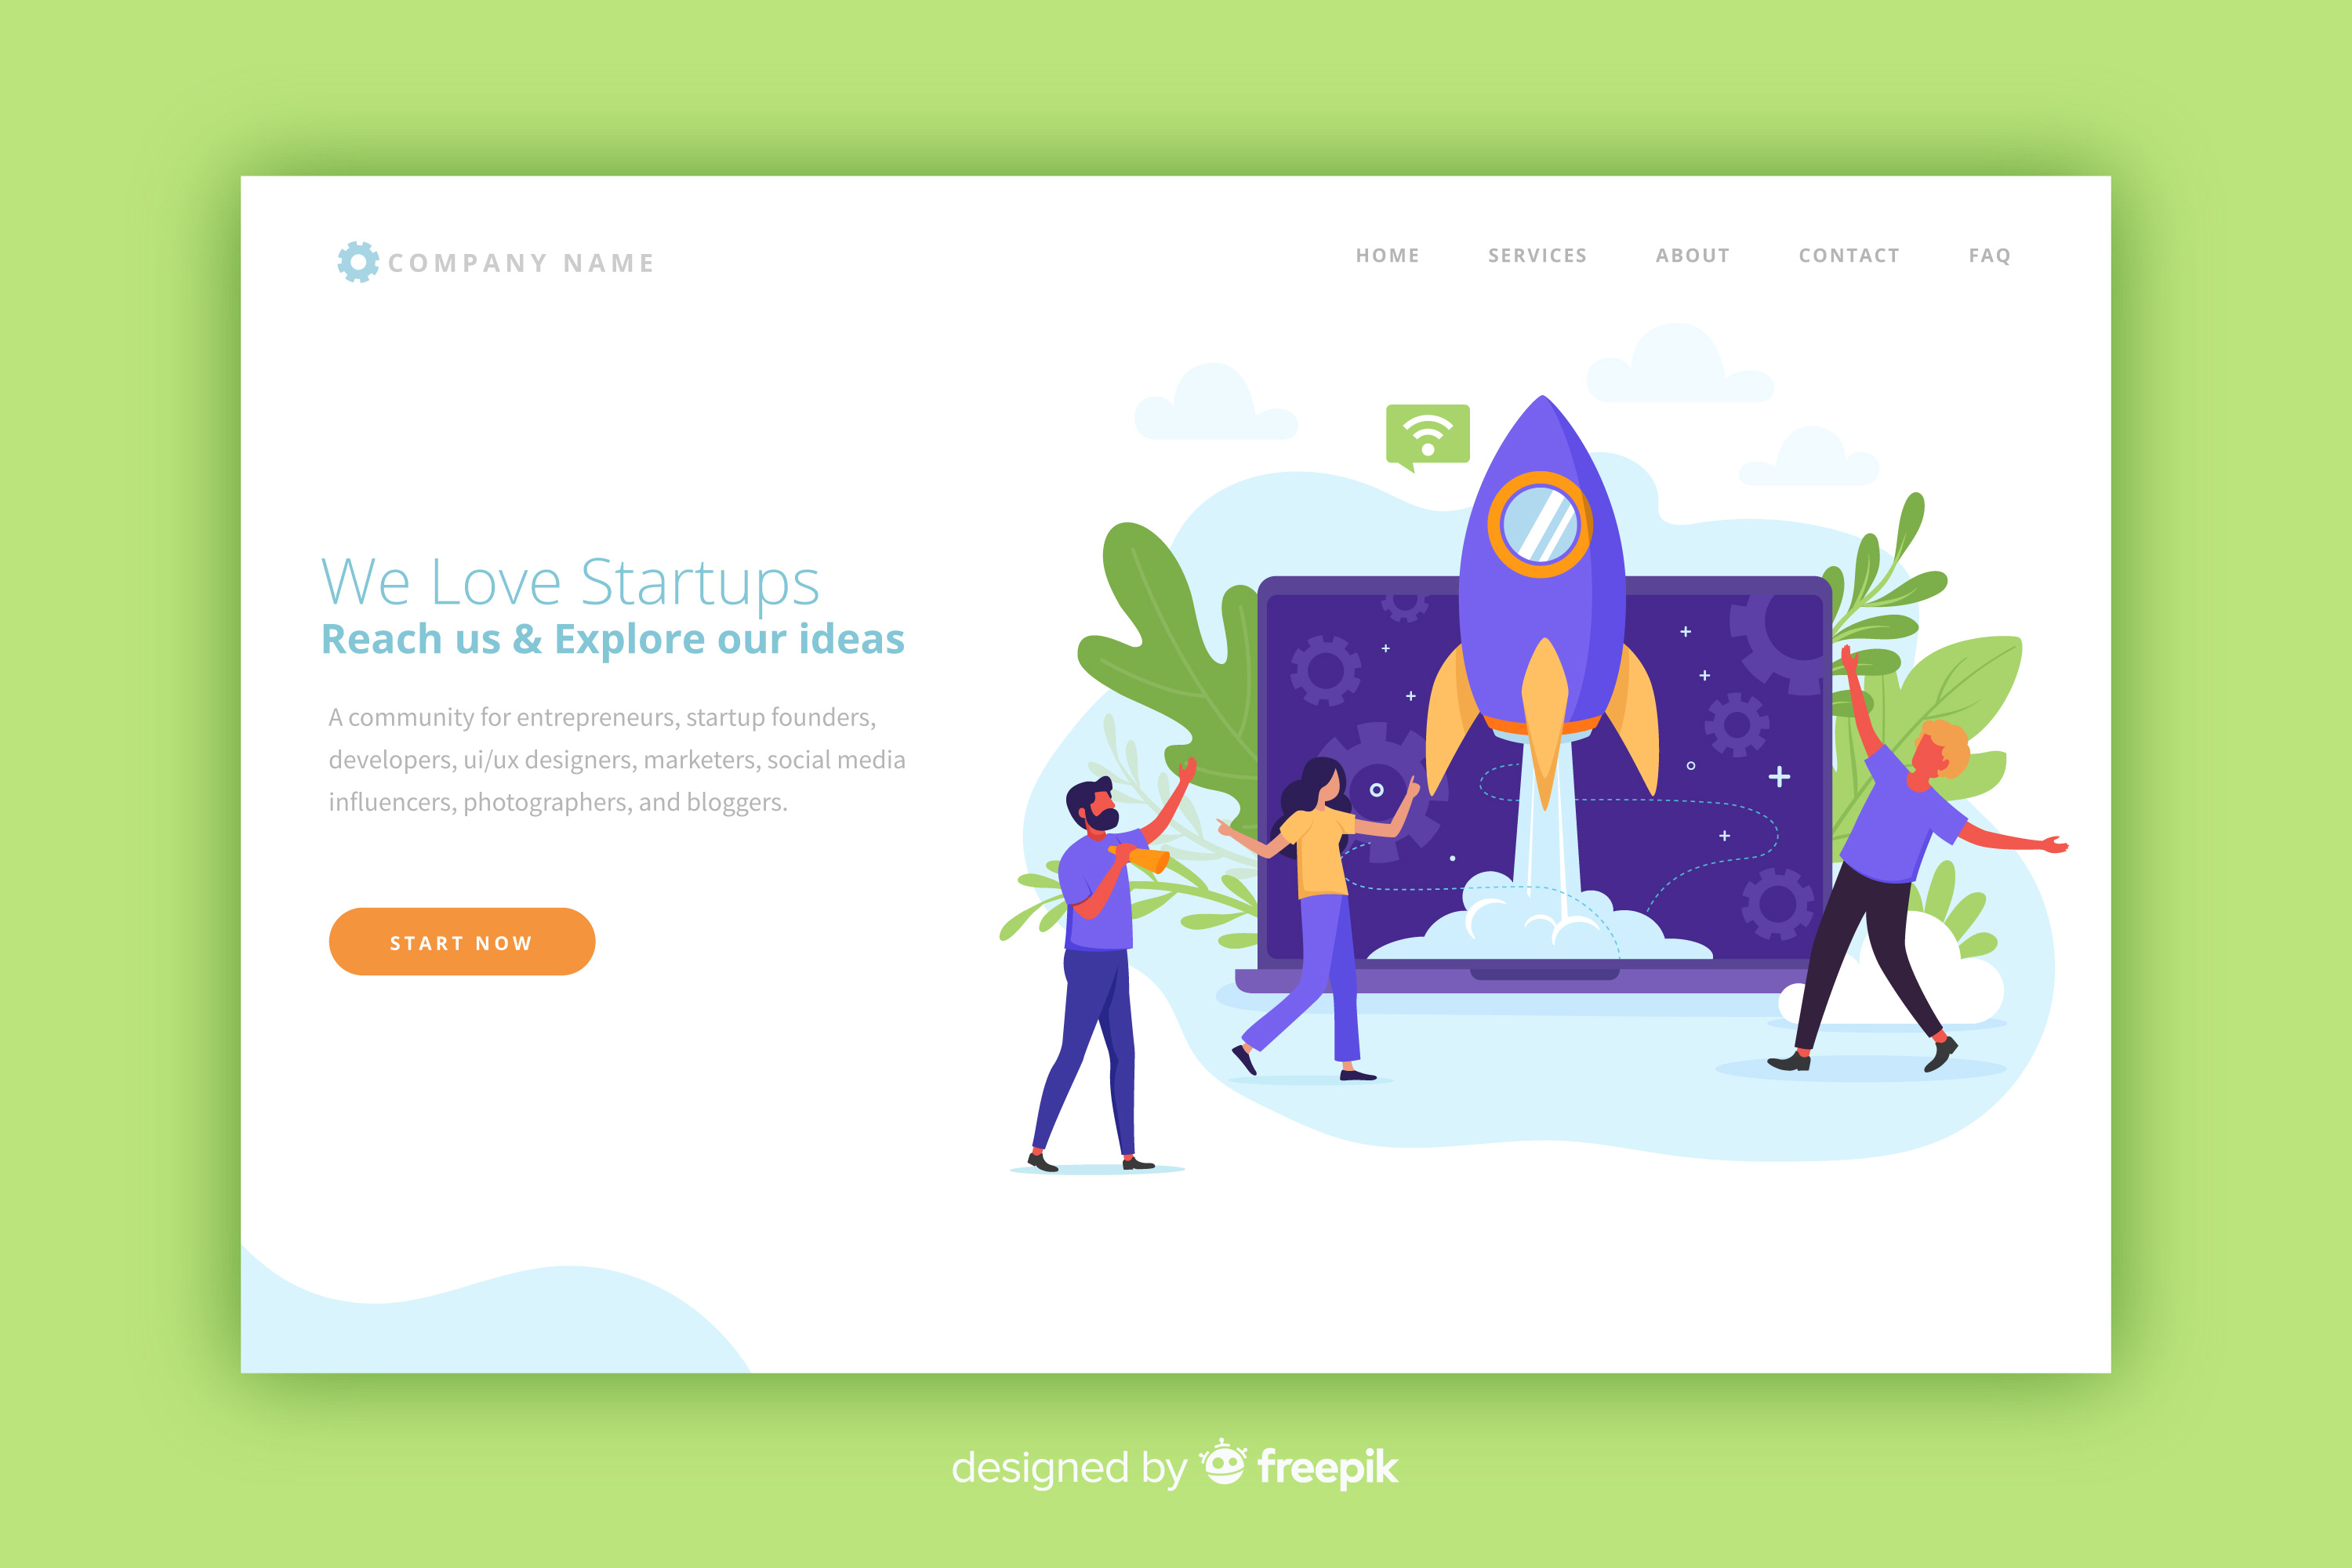 COMPANY NAME
HOME SERVICES ABOUT CONTACT FAQ
We Love Startups
Reach us & Explore our ideas
A community for entrepreneurs, startup founders,
developers, ui/ux designers, marketers, social media
influencers, photographers, and bloggers.
START NOW
designed by freepik